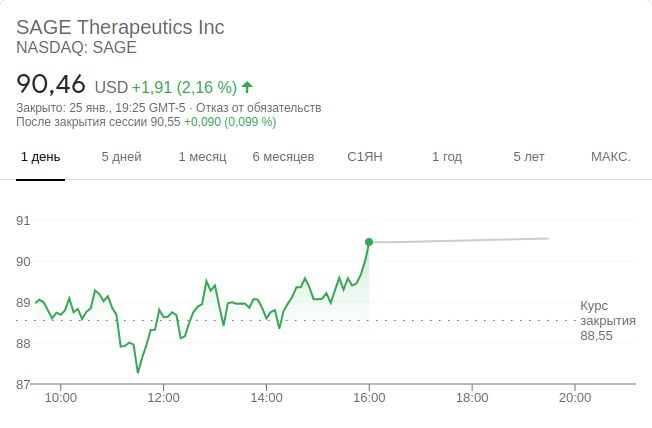 SAGE Therapeutics Inc
NASDAQ: SAGE
90,46 USD +1,91 (2,16 %)
Закрыто: 25 янв., 19:25 GMT-5 · Отказ от обязательств
После закрытия сессии 90,55 +0,090 (0,099 %)
1 день 5 дней 1 месяц 6 месяцев С1ЯН 1 год 5 лет МАКС.
91
90
89
88
87
Курс
закрытия
88,55
10:00 12:00 14:00 16:00 18:00 20:00